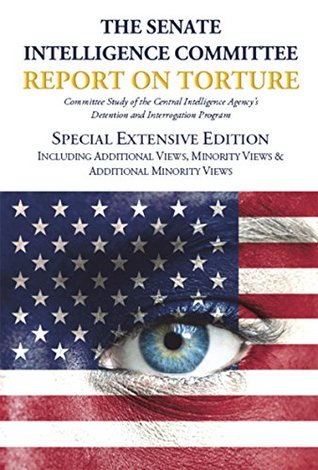 THE SENATE
INTELLIGENCE COMMITTEE
REPORT ON TORTURE
Committee Study of the Central Intelligence Agency's
Detention and Interrogation Program
SPECIAL EXTENSIVE EDITION
INCLUDING ADDITIONAL VIEWS, MINORITY VIEWS &
ADDITIONAL MINORITY VIEWS